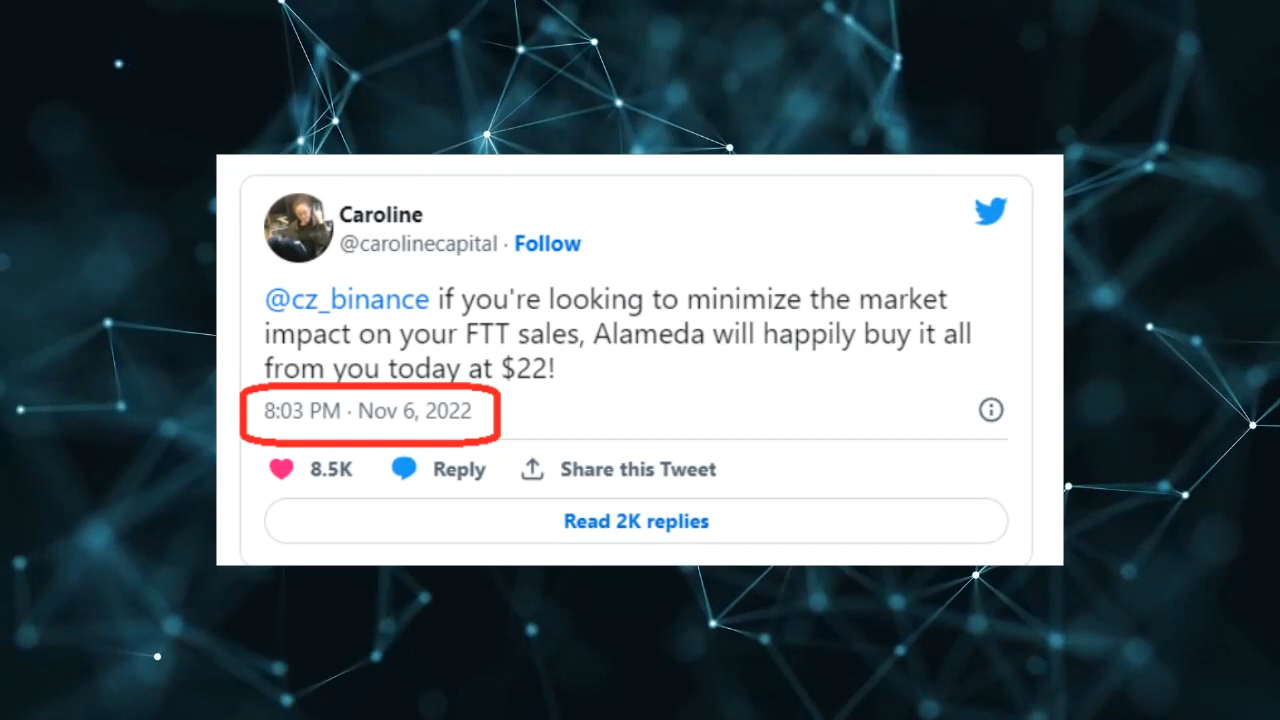 Caroline
@carolinecapital · Follow
@cz_binance if you're looking to minimize the market
impact on your FTT sales, Alameda will happily buy it all
from you today at $22!
8:03 PM · Nov 6, 2022
8.5K Reply Share this Tweet
Read 2K replies